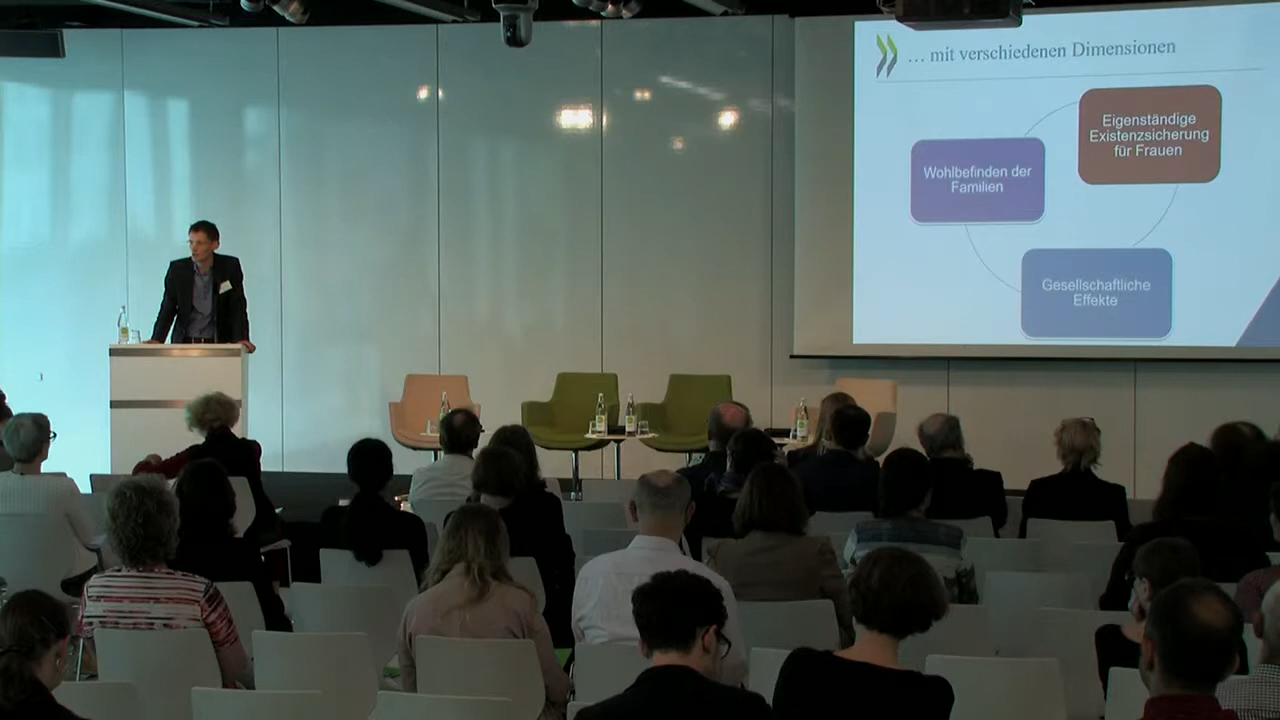 … mit verschiedenen Dimensionen
Eigenständige
Existenzsicherung
für Frauen
Wohlbefinden der
Familien
Gesellschaftliche
Effekte